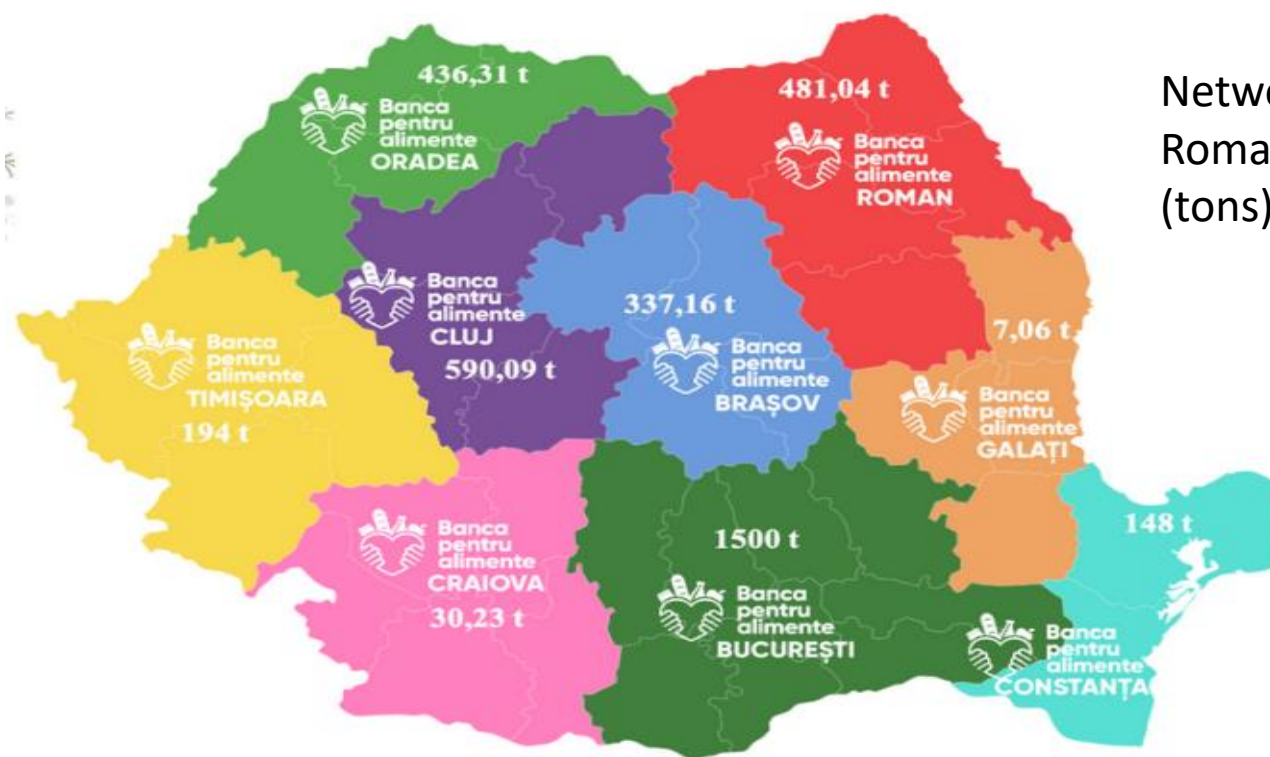 436,31 t
Banca
pentru
alimente
ORADEA
481,04 t
Banca
pentru
alimente
ROMAN
Banca
pentru
alimente
CLUJ
590,09 t
337,16 t
Banca
pentru
alimente
BRAȘOV
7,06 t
Banca
pentru
alimente
GALAȚI
Banca
pentru
alimente
TIMIȘOARA
194 t
Banca
pentru
alimente
CRAIOVA
30,23 t
1500 t
Banca
pentru
alimente
BUCUREȘTI
148 t
Banca
pentru
alimente
CONSTANȚA
Netw
Roma
(tons)